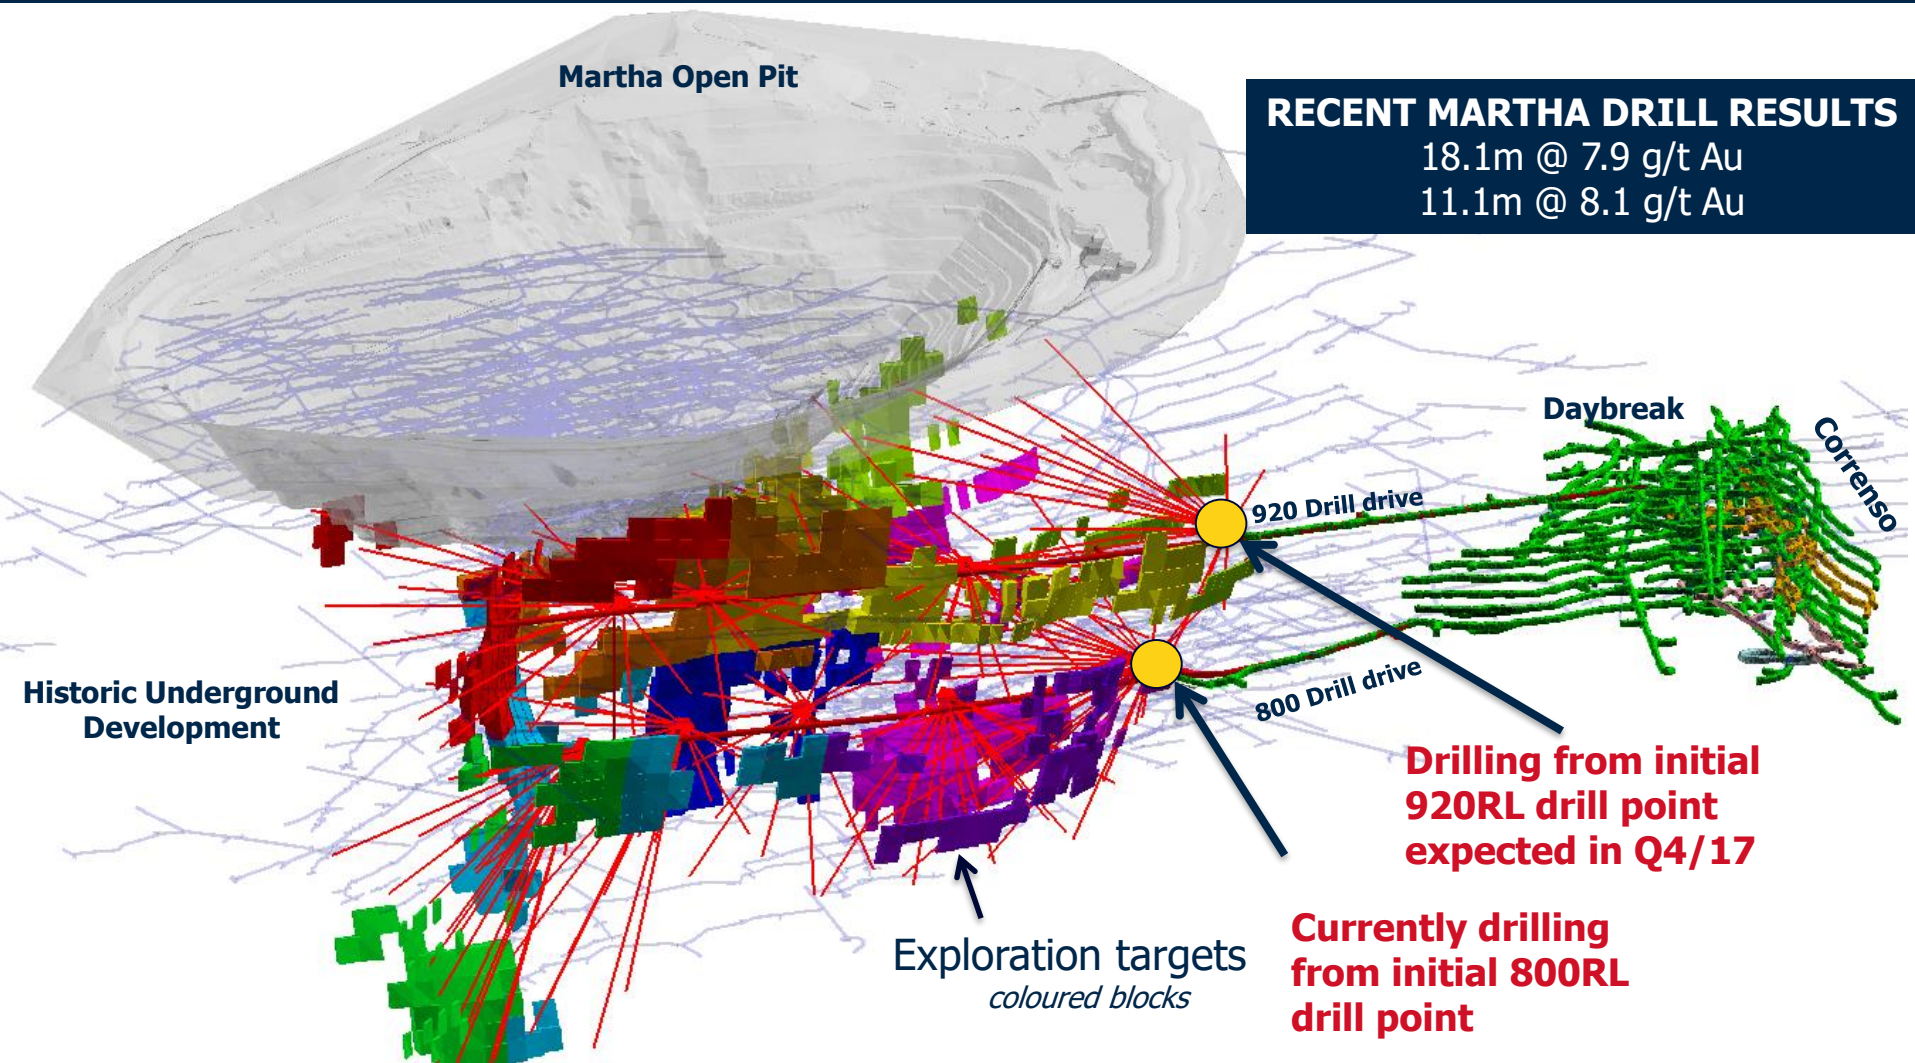 Martha Open Pit
RECENT MARTHA DRILL RESULTS
18.1m @ 7.9 g/t Au
11.1m @ 8.1 g/t Au
Daybreak
Correnso
920 Drill drive
800 Drill drive
Historic Underground
Development
Drilling from initial
920RL drill point
expected in Q4/17
Exploration targets
coloured blocks
Currently drilling
from initial 800RL
drill point